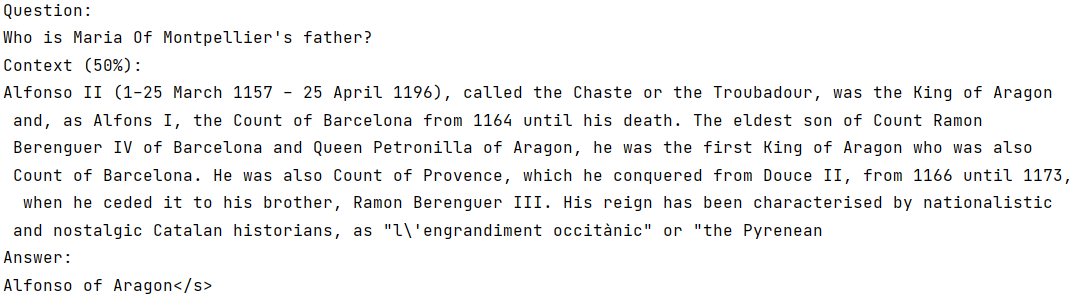 Question:
Who is Maria Of Montpellier's father?
Context (50%):
Alfonso II (1–25 March 1157 – 25 April 1196), called the Chaste or the Troubadour, was the King of Aragon
and, as Alfons I, the Count of Barcelona from 1164 until his death. The eldest son of Count Ramon
Berenguer IV of Barcelona and Queen Petronilla of Aragon, he was the first King of Aragon who was also
Count of Barcelona. He was also Count of Provence, which he conquered from Douce II, from 1166 until 1173,
when he ceded it to his brother, Ramon Berenguer III. His reign has been characterised by nationalistic
and nostalgic Catalan historians, as "l\'engrandiment occitànic" or "the Pyrenean
Answer:
Alfonso of Aragon</s>